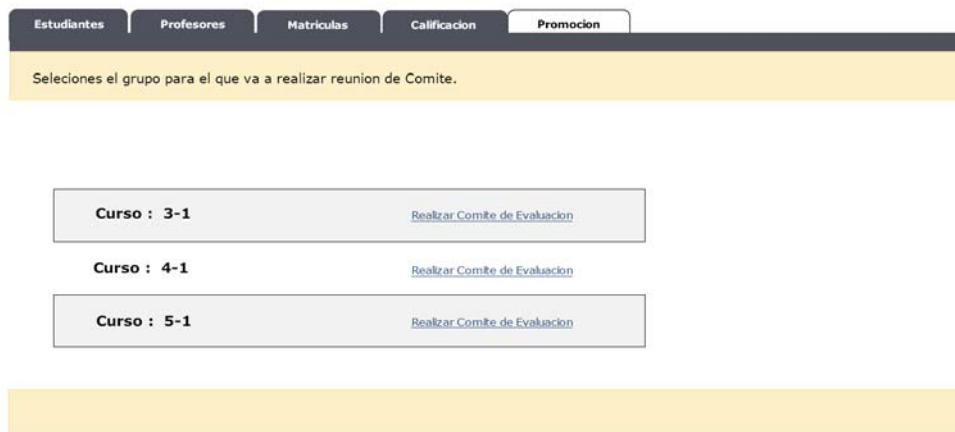 Estudiantes Profesores Matriculas Calificacion Promocion
Seleciones el grupo para el que va a realizar reunion de Comite.
Curso : 3-1 Realizar Comite de Evaluacion
Curso : 4-1 Realizar Comite de Evaluacion
Curso : 5-1 Realizar Comite de Evaluacion